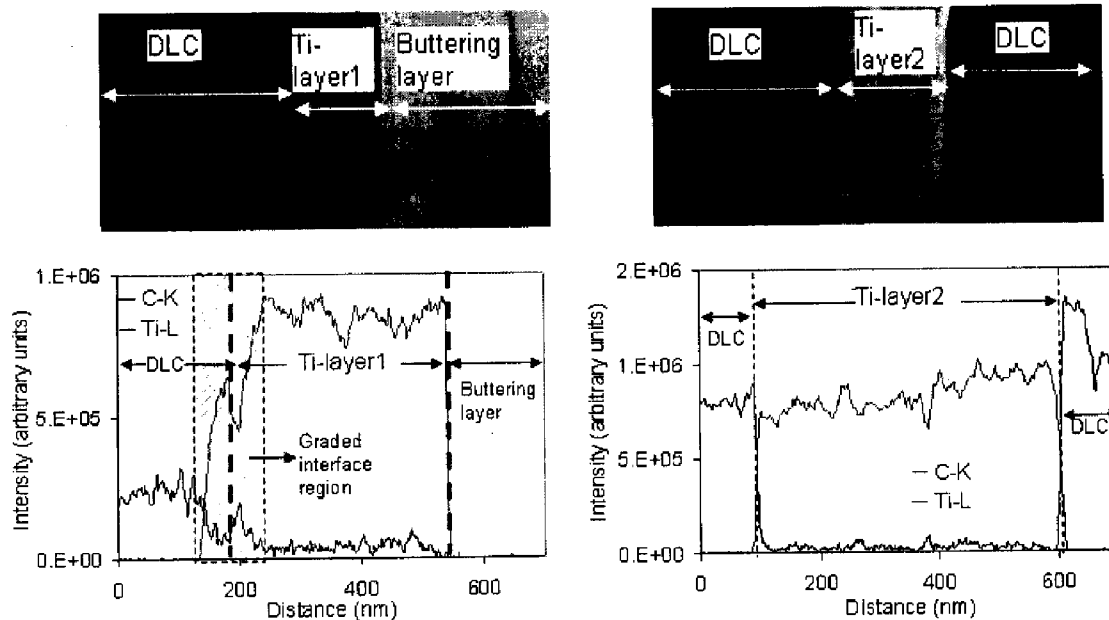 DLC
Ti-
layer1
Buttering
layer
DLC
Ti-
layer2
DLC
Intensity (arbitrary units)
1.E+06
5.E+05
0.E+00
C-K
Ti-L
DLC
Ti-layer1
Buttering
layer
Graded
interface
region
0
200
400
600
Distance (nm)
Intensity (arbitrary units)
2.E+06
1.E+06
5.E+05
0.E+00
Ti-layer2
DLC
DLC
C-K
Ti-L
0
200
400
600
Distance (nm)